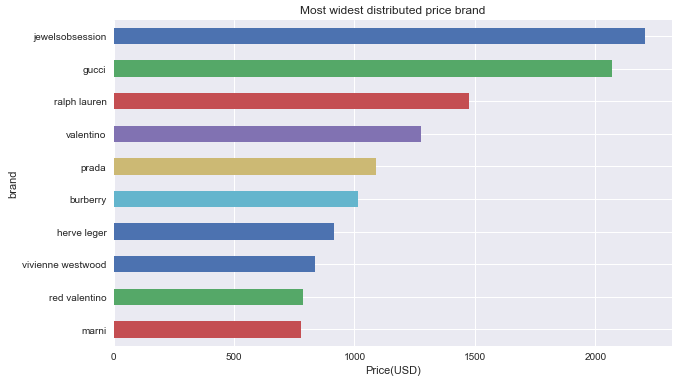 Most widest distributed price brand
jewelsobsession
gucci
ralph lauren
valentino
prada
burberry
herve leger
vivienne westwood
red valentino
marni
brand
0 500 1000 1500 2000
Price(USD)